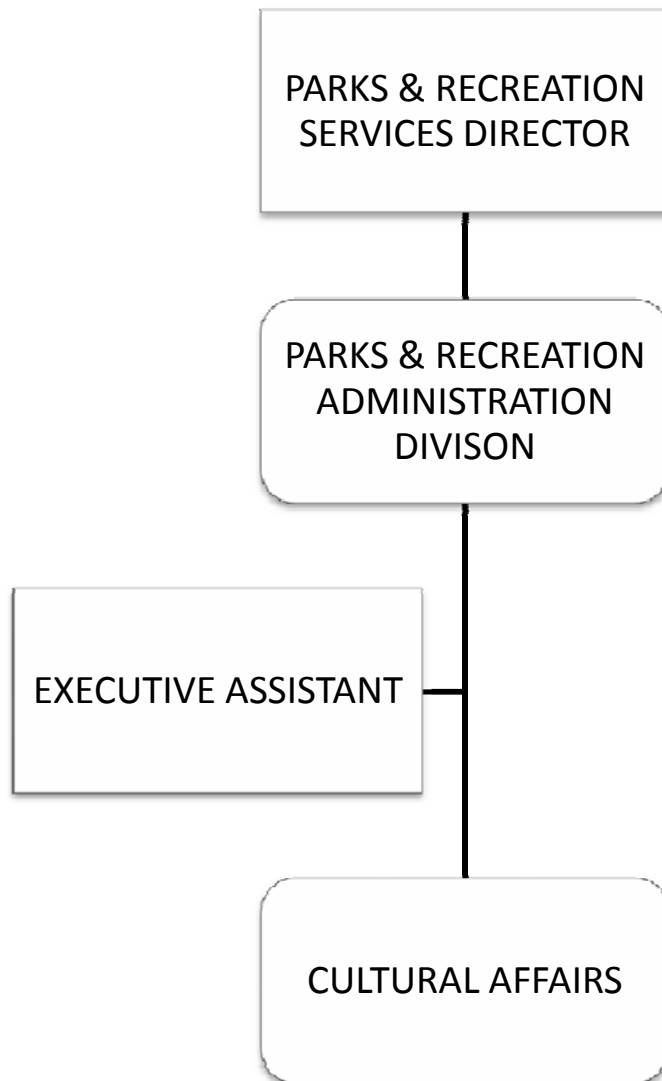 PARKS & RECREATION
SERVICES DIRECTOR
PARKS & RECREATION
ADMINISTRATION
DIVISON
EXECUTIVE ASSISTANT
CULTURAL AFFAIRS